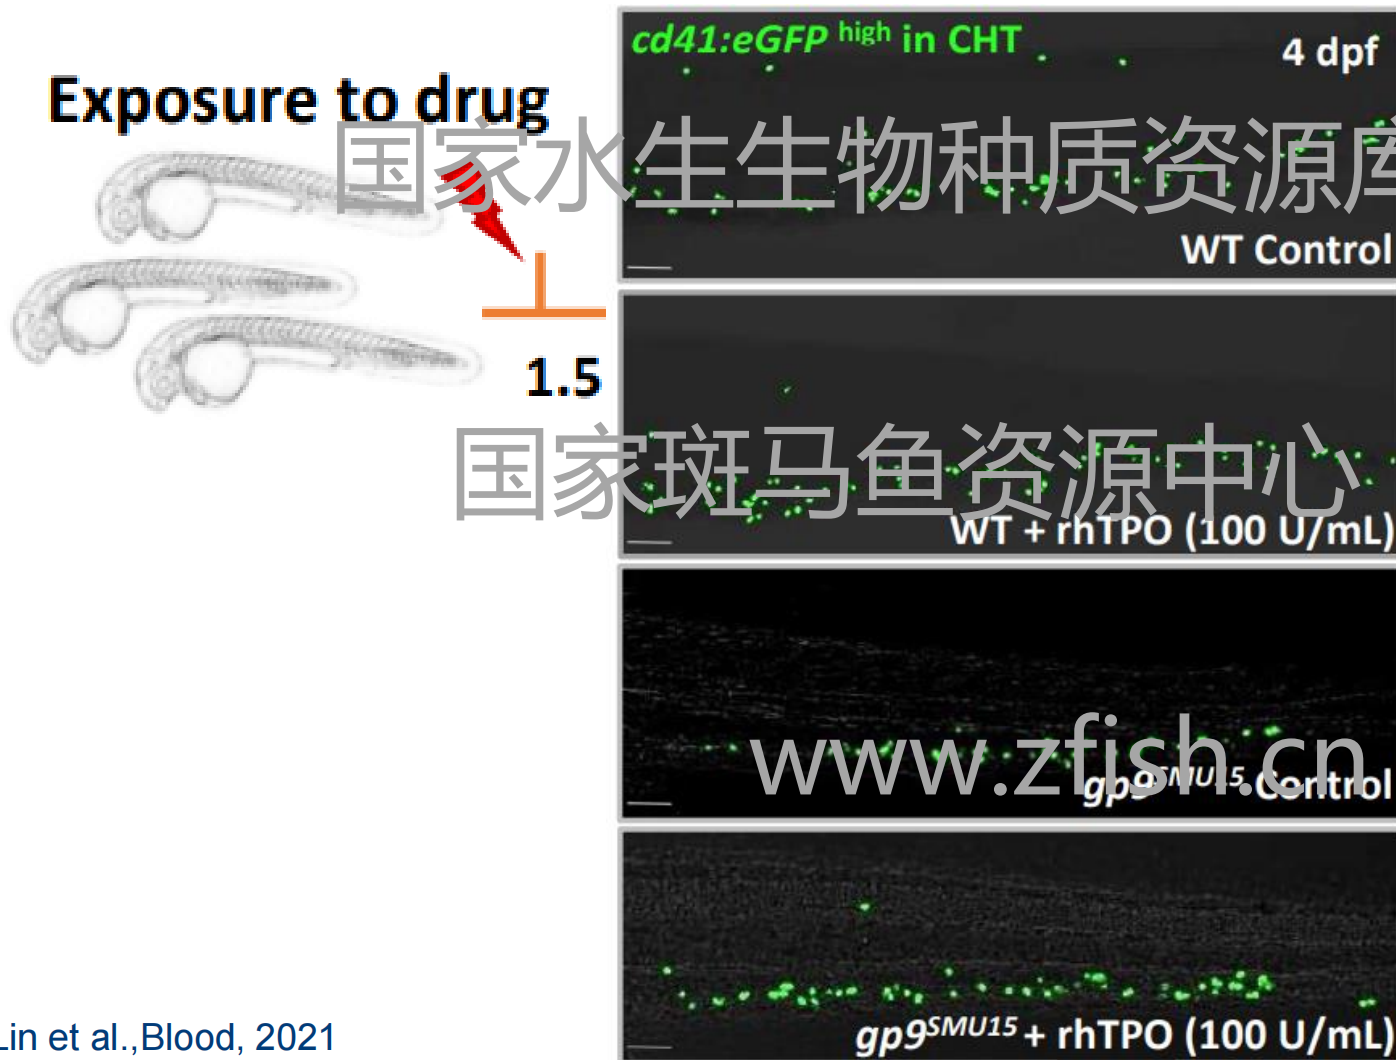 Exposure to drug
1.5
cd41:eGFP high in CHT
4 dpf
国家水生生物种质资源库
WT Control
国家斑马鱼资源中心
WT + rhTPO (100 U/mL)
www.zfish.cn
gp9SMU15 Control
gp9SMU15 + rhTPO (100 U/mL)
Lin et al.,Blood, 2021